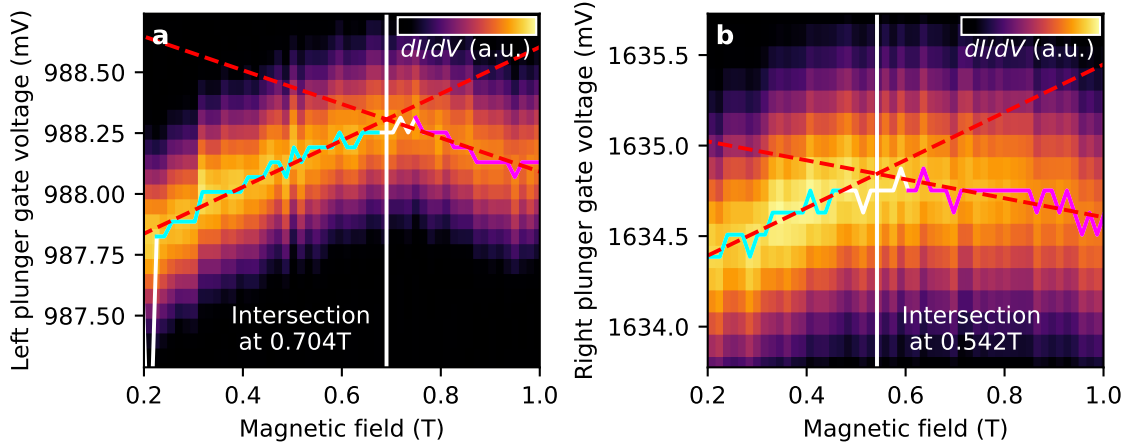 a
dI/dV (a.u.)
Left plunger gate voltage (mV)
988.50
988.25
988.00
987.75
987.50
Intersection
at 0.704T
0.2 0.4 0.6 0.8 1.0
Magnetic field (T)
b
dI/dV (a.u.)
Right plunger gate voltage (mV)
1635.5
1635.0
1634.5
1634.0
Intersection
at 0.542T
0.2 0.4 0.6 0.8 1.0
Magnetic field (T)